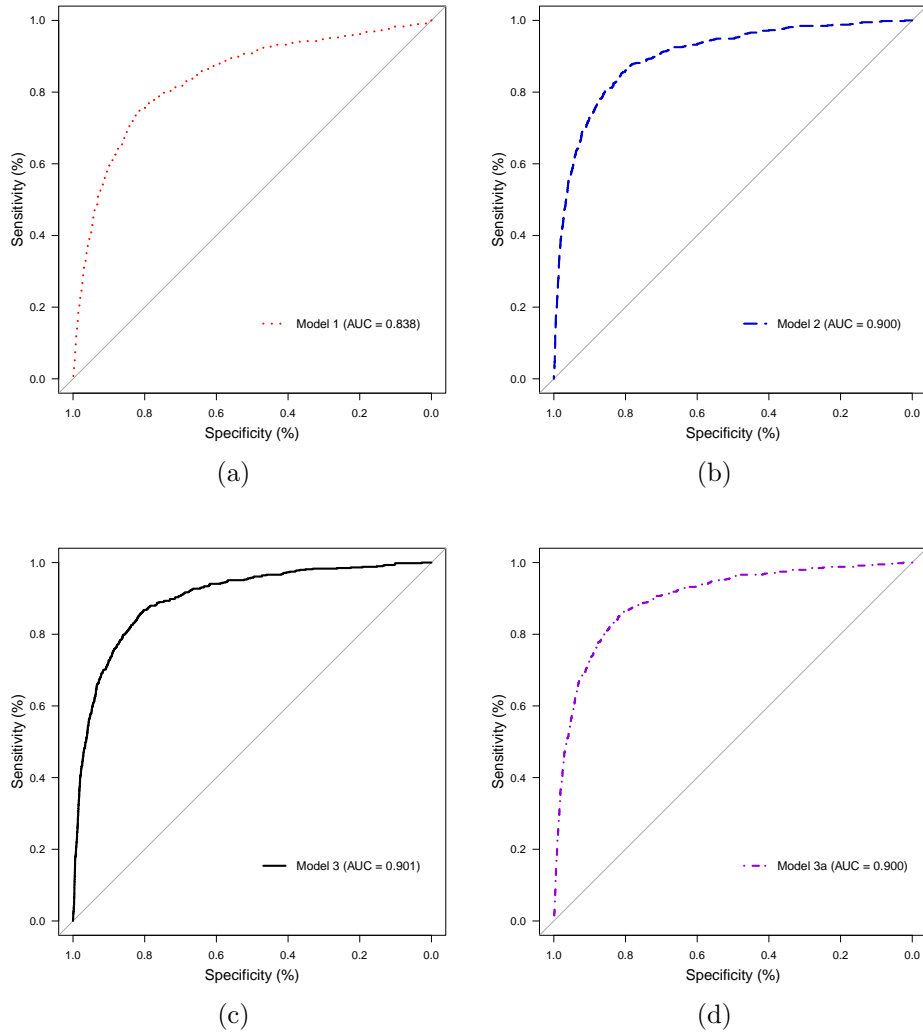 1.0
0.8
0.6
0.4
0.2
0.0
Sensitivity (%)
Model 1 (AUC = 0.838)
1.0 0.8 0.6 0.4 0.2 0.0
Specificity (%)
(a)
1.0
0.8
0.6
0.4
0.2
0.0
Sensitivity (%)
Model 2 (AUC = 0.900)
1.0 0.8 0.6 0.4 0.2 0.0
Specificity (%)
(b)
1.0
0.8
0.6
0.4
0.2
0.0
Sensitivity (%)
Model 3 (AUC = 0.901)
1.0 0.8 0.6 0.4 0.2 0.0
Specificity (%)
(c)
1.0
0.8
0.6
0.4
0.2
0.0
Sensitivity (%)
Model 3a (AUC = 0.900)
1.0 0.8 0.6 0.4 0.2 0.0
Specificity (%)
(d)